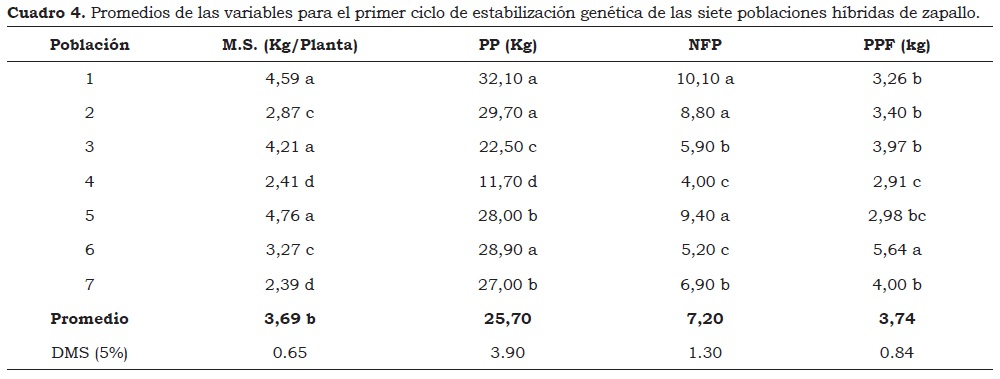 Cuadro 4. Promedios de las variables para el primer ciclo de estabilización genética de las siete poblaciones híbridas de zapallo.
Población M.S. (Kg/Planta) PP (Kg) NFP PPF (kg)
1 4,59 a 32,10 a 10,10 a 3,26 b
2 2,87 c 29,70 a 8,80 a 3,40 b
3 4,21 a 22,50 c 5,90 b 3,97 b
4 2,41 d 11,70 d 4,00 c 2,91 c
5 4,76 a 28,00 b 9,40 a 2,98 bc
6 3,27 c 28,90 a 5,20 c 5,64 a
7 2,39 d 27,00 b 6,90 b 4,00 b
Promedio 3,69 b 25,70 7,20 3,74
DMS (5%) 0.65 3.90 1.30 0.84